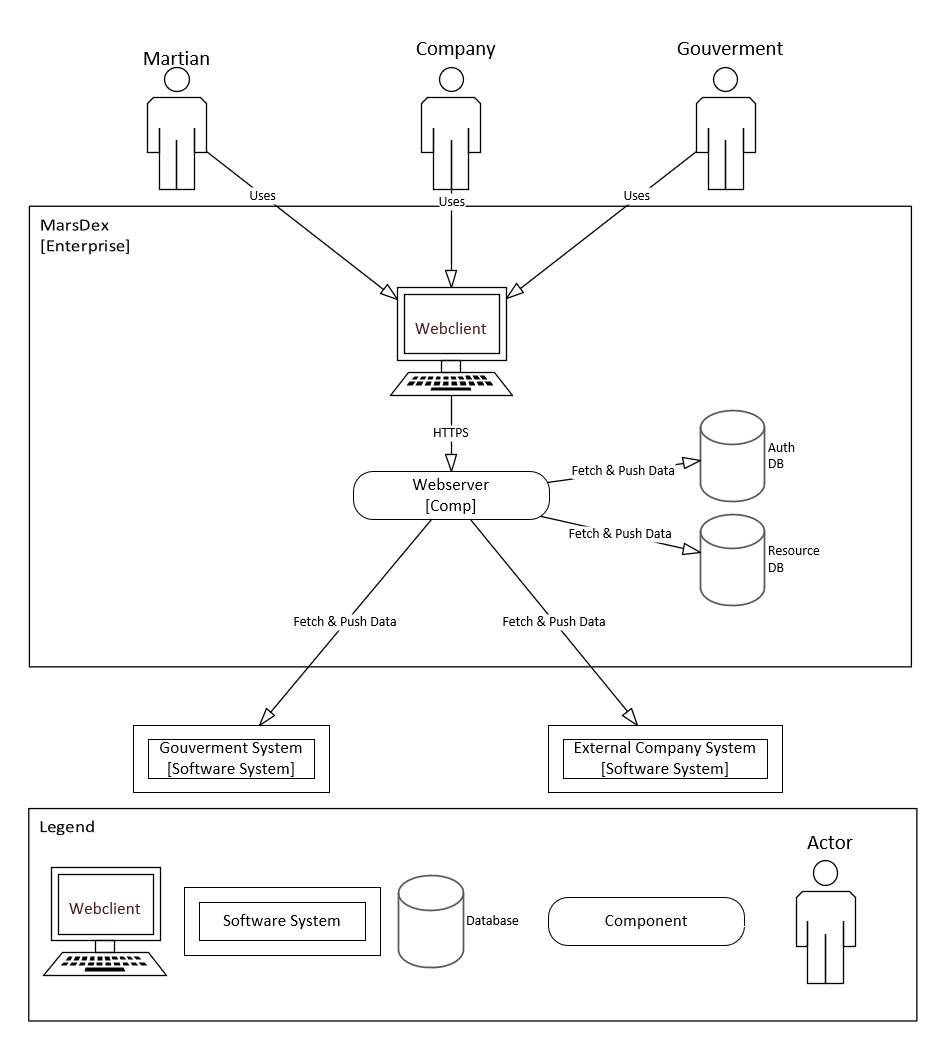 Martian
Company
Gouverment
Uses
Uses
Uses
MarsDex
[Enterprise]
Webclient
HTTPS
Webserver
[Comp]
Fetch & Push Data
Auth
DB
Fetch & Push Data
Resource
DB
Fetch & Push Data
Fetch & Push Data
Gouverment System
[Software System]
External Company System
[Software System]
Legend
Webclient
Software System
Database
Component
Actor